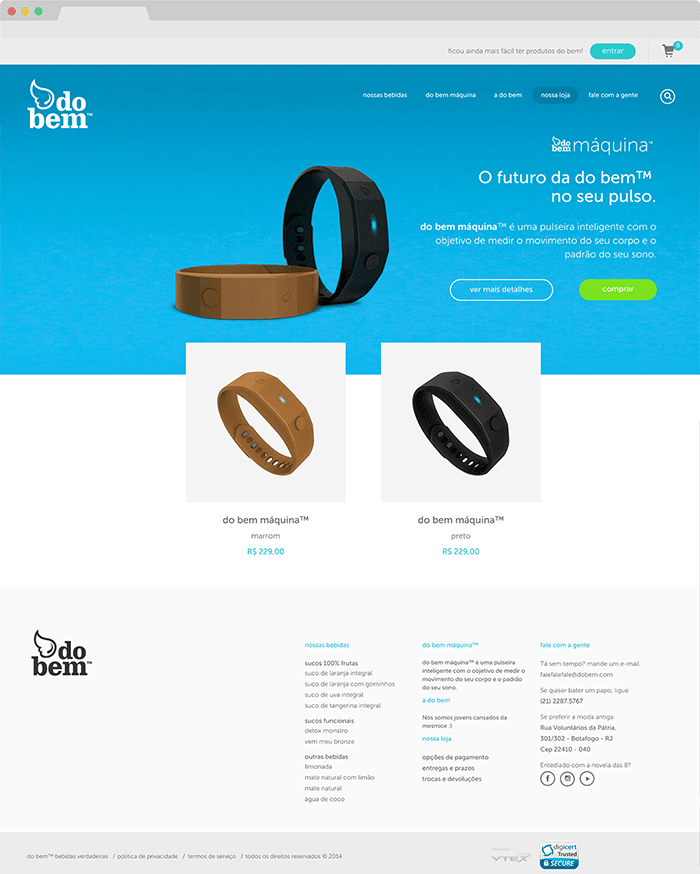 ficou ainda mais fácil ter produtos do bem!
entrar
0
do
bem™
nossas bebidas
do bem máquina
a do bem
nossa loja
fale com a gente
do
bem máquina™
O futuro da do bem™
no seu pulso.
do bem máquina™ é uma pulseira inteligente com o
objetivo de medir o movimento do seu corpo e o
padrão do seu sono.
ver mais detalhes
comprar
do bem máquina™
marrom
R$ 229,00
do bem máquina™
preto
R$ 229,00
do
bem™
nossas bebidas
sucos 100% frutas
suco de laranja integral
suco de laranja com gominhos
suco de uva integral
suco de tangerina integral
sucos funcionais
detox monstro
vem meu bronze
outras bebidas
limonada
mate natural com limão
mate natural
água de coco
do bem máquina™
do bem máquina™ é uma pulseira
inteligente com o objetivo de medir o
movimento do seu corpo e o padrão
do seu sono.
a do bem
Nós somos jovens cansados da
mesmice :)
nossa loja
opções de pagamento
entregas e prazos
trocas e devoluções
fale com a gente
Tá sem tempo? mande um e-mail
falefalefale@dobem.com
Se quiser bater um papo, ligue
(21) 2287.5767
Se preferir a moda antiga:
Rua Voluntários da Pátria,
301/302 - Botafogo - RJ
Cep 22410 - 040
Entediado com a novela das 8?
do bem™ bebidas verdadeiras / política de privacidade / termos de serviço / todos os direitos reservados © 2014
VTEX
digicert
Trusted
SECURE